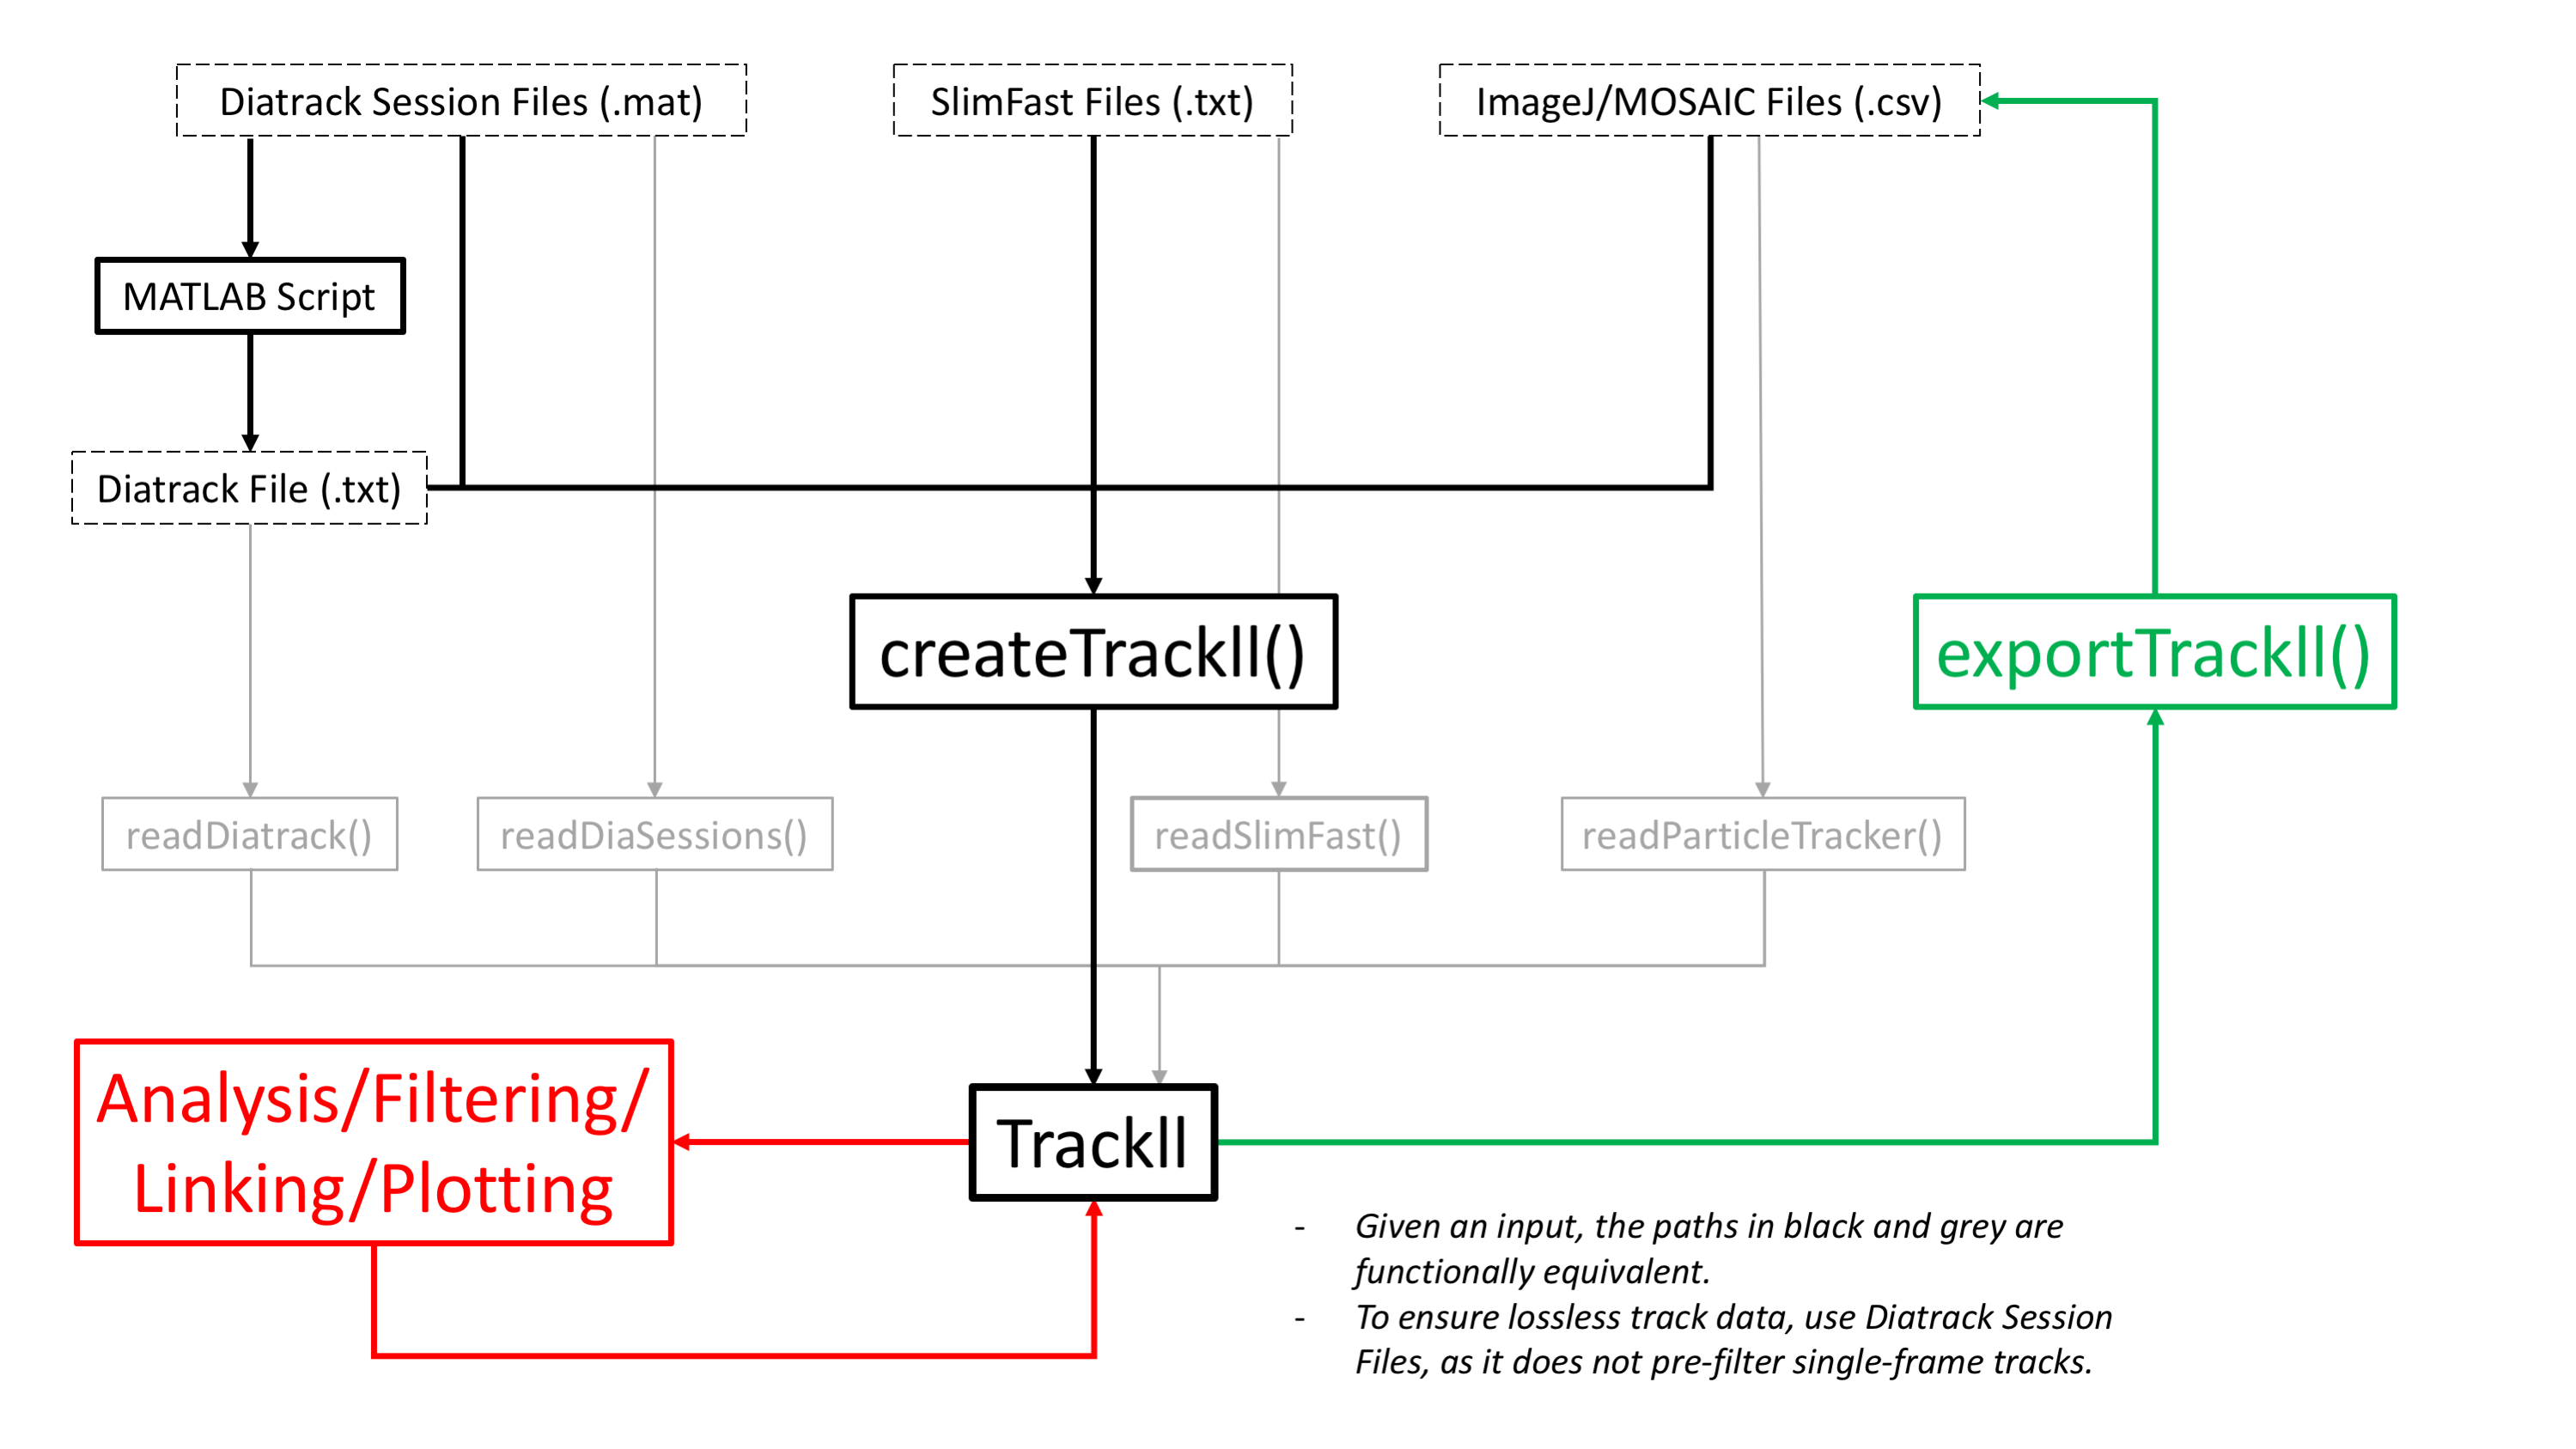 Diatrack Session Files (.mat)
SlimFast Files (.txt)
ImageJ/MOSAIC Files (.csv)
MATLAB Script
Diatrack File (.txt)
createTrackll()
exportTrackll()
readDiatrack()
readDiaSessions()
readSlimFast()
readParticleTracker()
Analysis/Filtering/
Linking/Plotting
Trackll
- Given an input, the paths in black and grey are
functionally equivalent.
- To ensure lossless track data, use Diatrack Session
Files, as it does not pre-filter single-frame tracks.